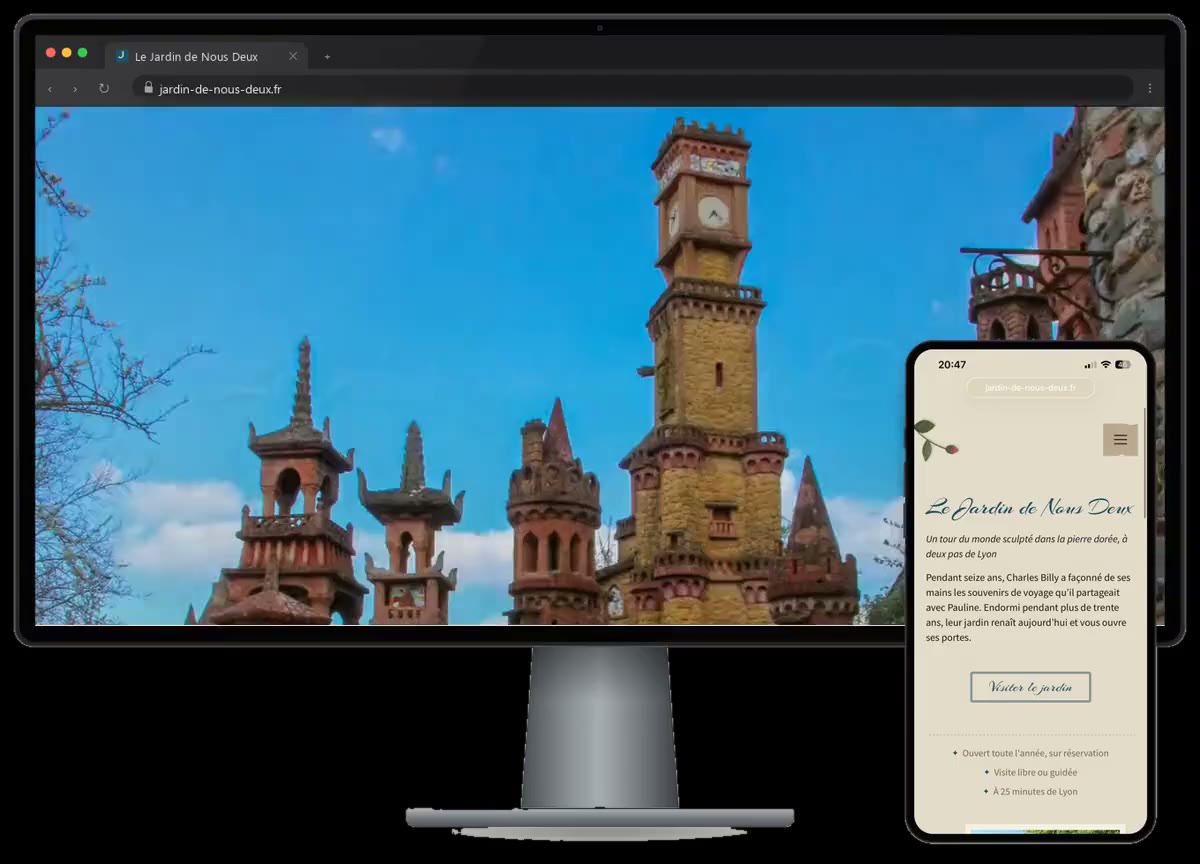 Le Jardin de Nous Deux
jardin-de-nous-deux.fr
20:47
jardin-de-nous-deux.fr
Le Jardin de Nous Deux
Un tour du monde sculpté dans la pierre dorée, à
deux pas de Lyon
Pendant seize ans, Charles Billy a façonné de ses
mains les souvenirs de voyage qu'il partageait
avec Pauline. Endormi pendant plus de trente
ans, leur jardin renaît aujourd'hui et vous ouvre
ses portes.
Visiter le jardin
✦ Ouvert toute l'année, sur réservation
✦ Visite libre ou guidée
✦ À 25 minutes de Lyon